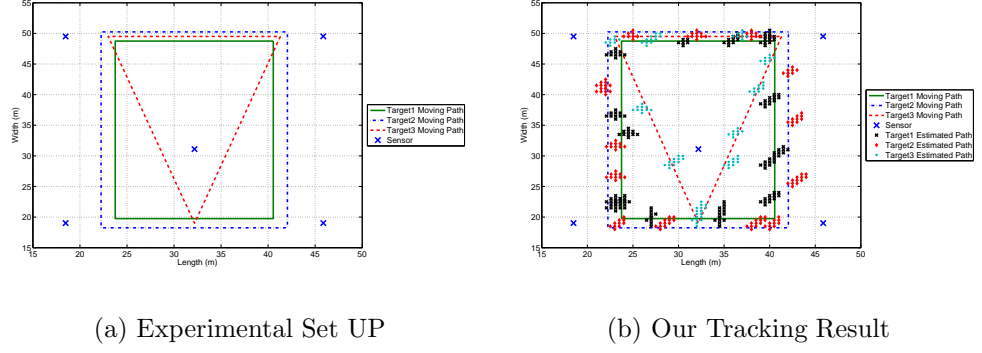 55
50
45
40
35
30
25
20
15
Width (m)
15 20 25 30 35 40 45 50
Length (m)
Target1 Moving Path
Target2 Moving Path
Target3 Moving Path
Sensor
(a) Experimental Set UP
55
50
45
40
35
30
25
20
15
Width (m)
15 20 25 30 35 40 45 50
Length (m)
Target1 Moving Path
Target2 Moving Path
Target3 Moving Path
Sensor
Target1 Estimated Path
Target2 Estimated Path
Target3 Estimated Path
(b) Our Tracking Result